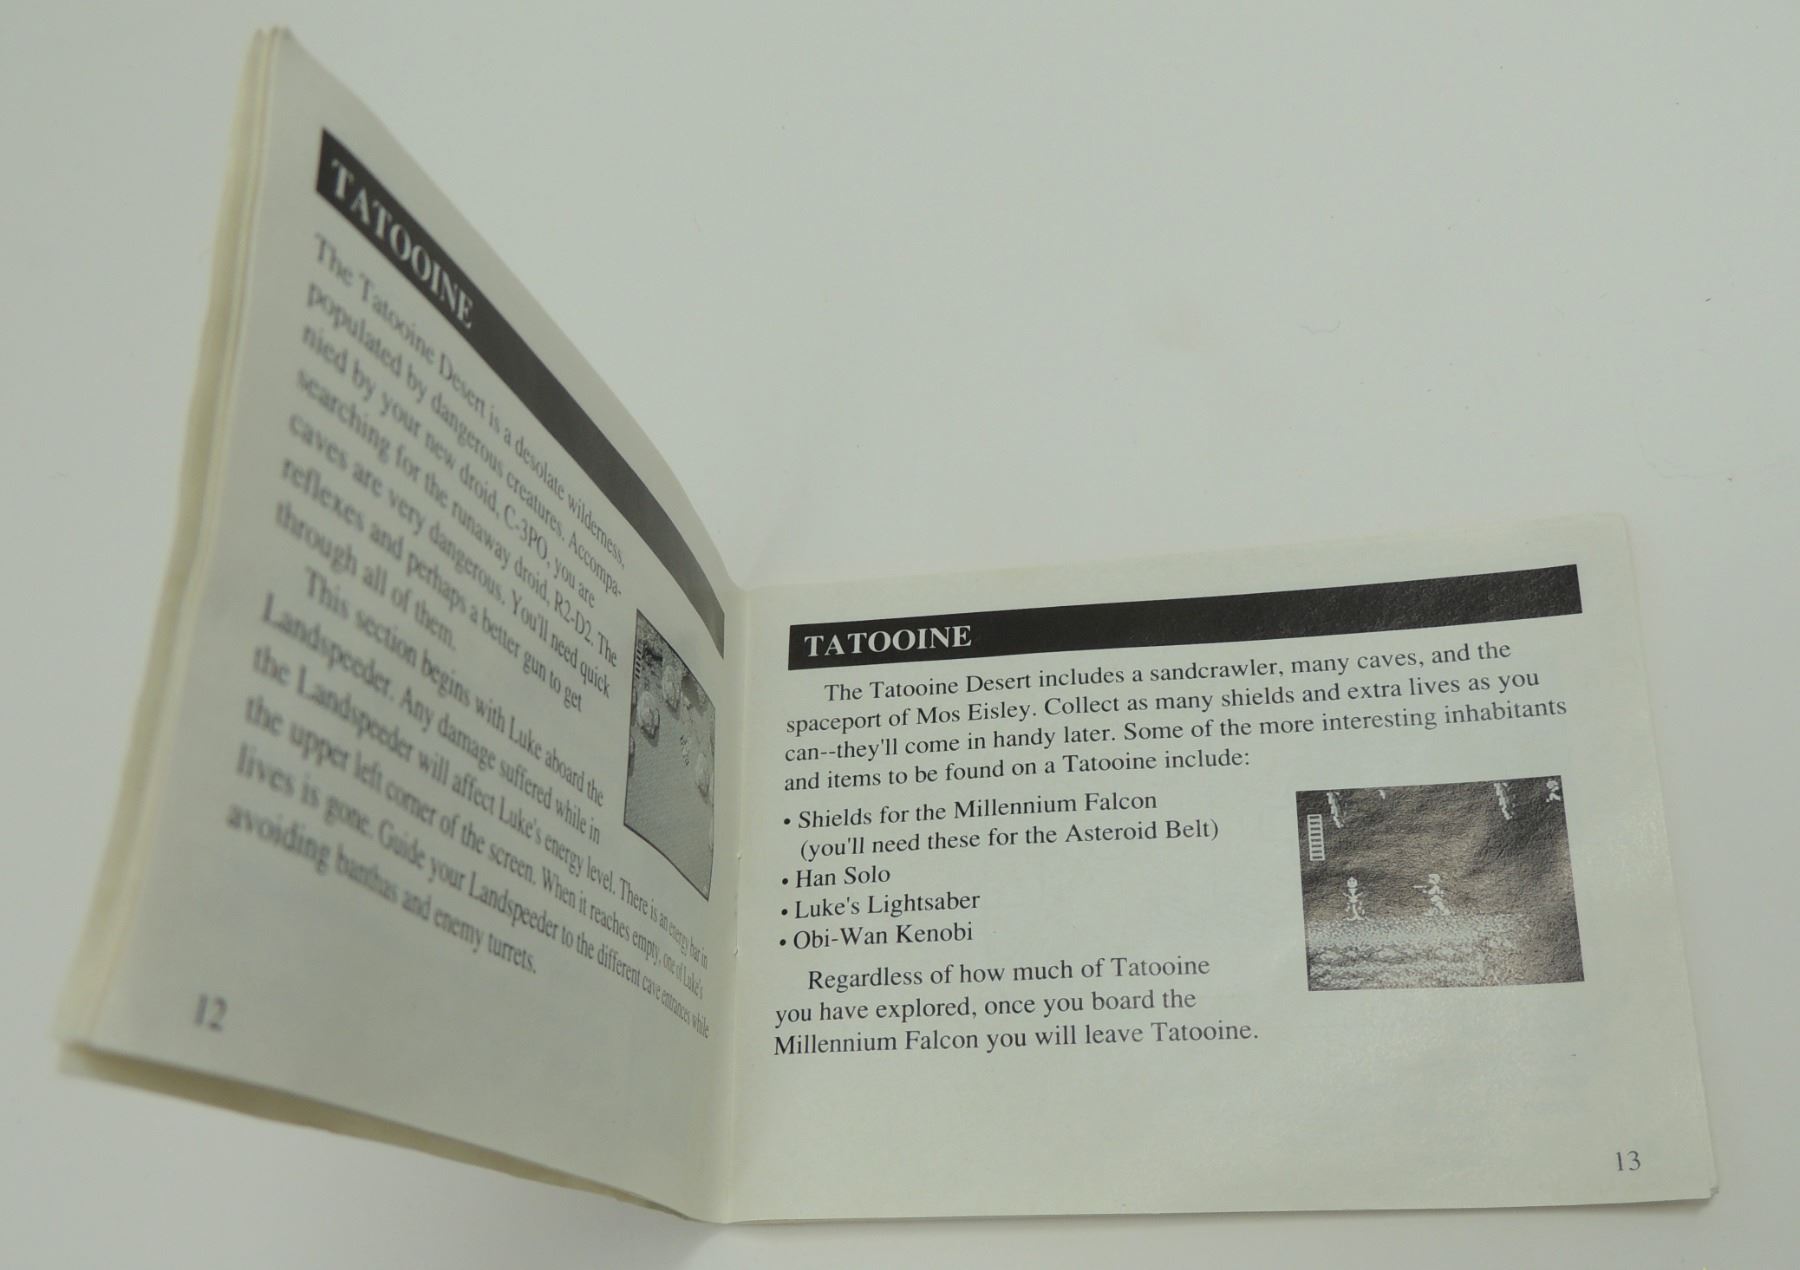 TATOOINE
The Tatooine Desert is a desolate wilderness,
populated by dangerous creatures. Accompa-
nied by your new droid, C-3PO, you are
searching for the runaway droid, R2-D2. The
caves are very dangerous. You'll need quick
reflexes and perhaps a better gun to get
through all of them.
This section begins with Luke aboard the
Landspeeder. Any damage suffered while in
the Landspeeder will affect Luke's energy level. There is an energy bar in
the upper left corner of the screen. When it reaches empty, one of Luke's
lives is gone. Guide your Landspeeder to the different cave entrances while
avoiding banthas and enemy turrets.
12
TATOOINE
The Tatooine Desert includes a sandcrawler, many caves, and the
spaceport of Mos Eisley. Collect as many shields and extra lives as you
can--they'll come in handy later. Some of the more interesting inhabitants
and items to be found on a Tatooine include:
• Shields for the Millennium Falcon
(you'll need these for the Asteroid Belt)
• Han Solo
• Luke's Lightsaber
• Obi-Wan Kenobi
Regardless of how much of Tatooine
you have explored, once you board the
Millennium Falcon you will leave Tatooine.
13